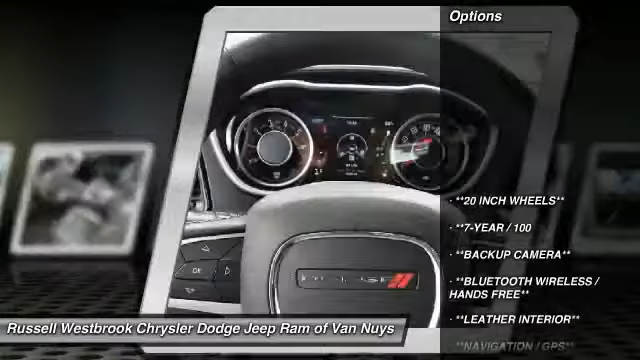 Options
· **20 INCH WHEELS**
· **7-YEAR / 100
· **BACKUP CAMERA**
· **BLUETOOTH WIRELESS /
HANDS FREE**
· **LEATHER INTERIOR**
· **NAVIGATION / GPS**
OK
Russell Westbrook Chrysler Dodge Jeep Ram of Van Nuys